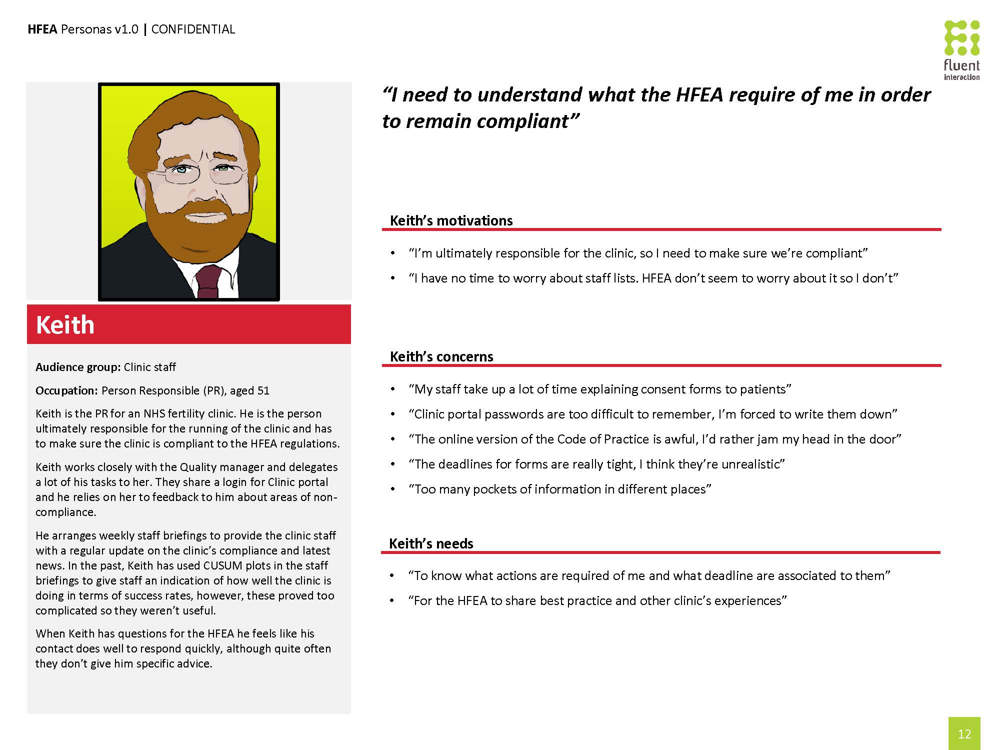 HFEA Personas v1.0 | CONFIDENTIAL
fluent
interaction
“I need to understand what the HFEA require of me in order
to remain compliant”
Keith
Audience group: Clinic staff
Occupation: Person Responsible (PR), aged 51
Keith is the PR for an NHS fertility clinic. He is the person
ultimately responsible for the running of the clinic and has
to make sure the clinic is compliant to the HFEA regulations.
Keith works closely with the Quality manager and delegates
a lot of his tasks to her. They share a login for Clinic portal
and he relies on her to feedback to him about areas of non-
compliance.
He arranges weekly staff briefings to provide the clinic staff
with a regular update on the clinic’s compliance and latest
news. In the past, Keith has used CUSUM plots in the staff
briefings to give staff an indication of how well the clinic is
doing in terms of success rates, however, these proved too
complicated so they weren’t useful.
When Keith has questions for the HFEA he feels like his
contact does well to respond quickly, although quite often
they don’t give him specific advice.
Keith’s motivations
• “I’m ultimately responsible for the clinic, so I need to make sure we’re compliant”
• “I have no time to worry about staff lists. HFEA don’t seem to worry about it so I don’t”
Keith’s concerns
• “My staff take up a lot of time explaining consent forms to patients”
• “Clinic portal passwords are too difficult to remember, I’m forced to write them down”
• “The online version of the Code of Practice is awful, I’d rather jam my head in the door”
• “The deadlines for forms are really tight, I think they’re unrealistic”
• “Too many pockets of information in different places”
Keith’s needs
• “To know what actions are required of me and what deadline are associated to them”
• “For the HFEA to share best practice and other clinic’s experiences”
12